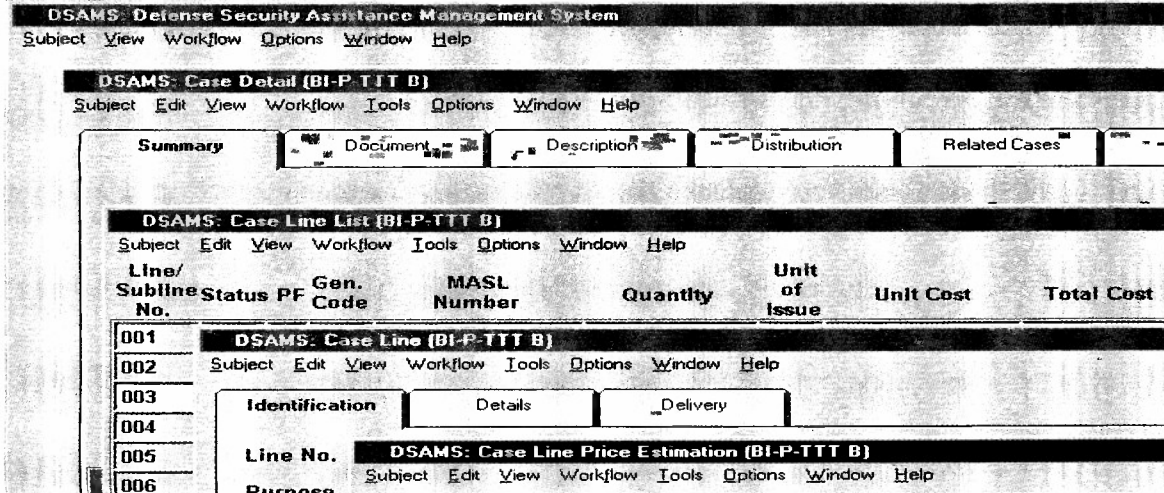 DSAMS: Defense Security Assistance Management System
Subject View Workflow Options Window Help
DSAMS: Case Detail (BI-P-TTT B)
Subject Edit View Workflow Tools Options Window Help
Summary Document Description Distribution Related Cases
DSAMS: Case Line List (BI-P-TTT B)
Subject Edit View Workflow Tools Options Window Help
Line/ Subline No. Status PF Gen. Code MASL Number Quantity Unit of Issue Unit Cost Total Cost
001 DSAMS: Case Line (BI-P-TTT B)
002 Subject Edit View Workflow Tools Options Window Help
003 Identification Details Delivery
004
005 Line No. DSAMS: Case Line Price Estimation (BI-P-TTT B)
006 Purpose Subject Edit View Workflow Tools Options Window Help